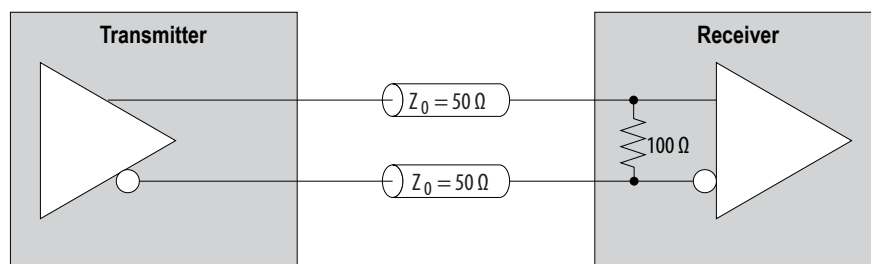 Transmitter
Receiver
Z₀ = 50 Ω
100 Ω
Z₀ = 50 Ω